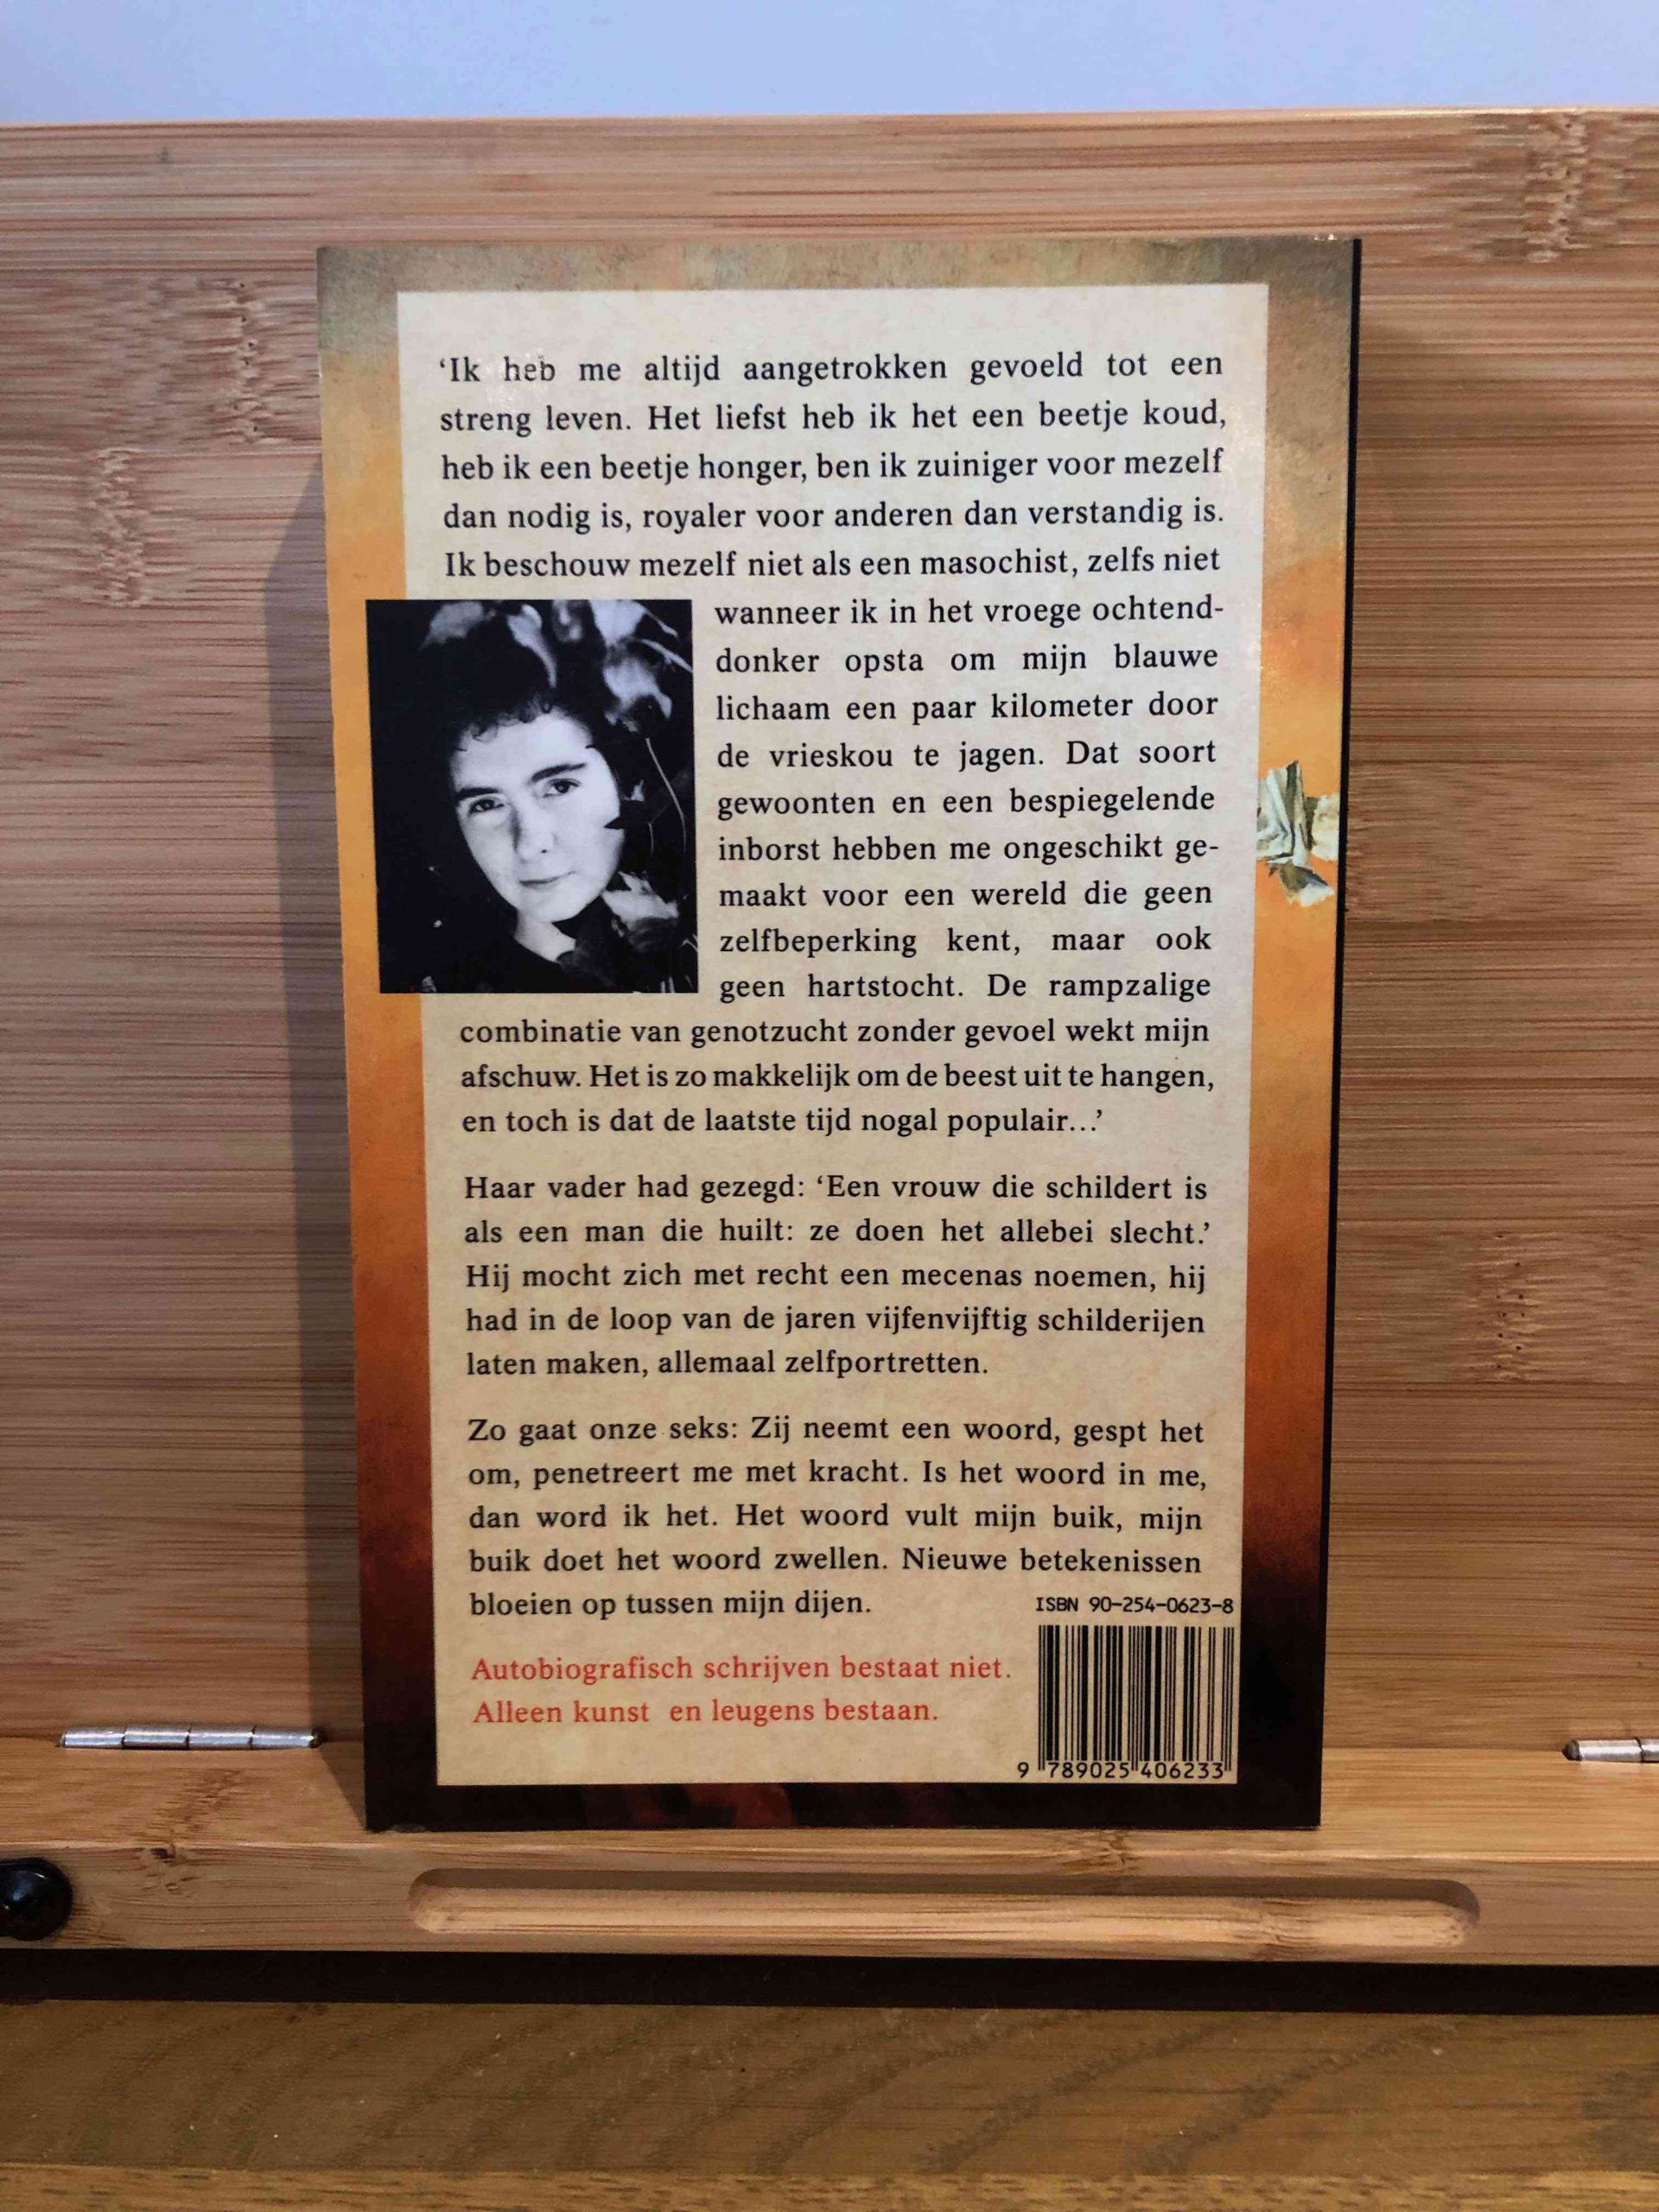 ‘Ik heb me altijd aangetrokken gevoeld tot een
streng leven. Het liefst heb ik het een beetje koud,
heb ik een beetje honger, ben ik zuiniger voor mezelf
dan nodig is, royaler voor anderen dan verstandig is.
Ik beschouw mezelf niet als een masochist, zelfs niet
wanneer ik in het vroege ochtend-
donker opsta om mijn blauwe
lichaam een paar kilometer door
de vrieskou te jagen. Dat soort
gewoonten en een bespiegelende
inborst hebben me ongeschikt ge-
maakt voor een wereld die geen
zelfbeperking kent, maar ook
geen hartstocht. De rampzalige
combinatie van genotzucht zonder gevoel wekt mijn
afschuw. Het is zo makkelijk om de beest uit te hangen,
en toch is dat de laatste tijd nogal populair...’
Haar vader had gezegd: ‘Een vrouw die schildert is
als een man die huilt: ze doen het allebei slecht.’
Hij mocht zich met recht een mecenas noemen, hij
had in de loop van de jaren vijfenvijftig schilderijen
laten maken, allemaal zelfportretten.
Zo gaat onze seks: Zij neemt een woord, gespt het
om, penetreert me met kracht. Is het woord in me,
dan word ik het. Het woord vult mijn buik, mijn
buik doet het woord zwellen. Nieuwe betekenissen
bloeien op tussen mijn dijen.
ISBN 90-254-0623-8
Autobiografisch schrijven bestaat niet.
Alleen kunst en leugens bestaan.
9 789025 406233